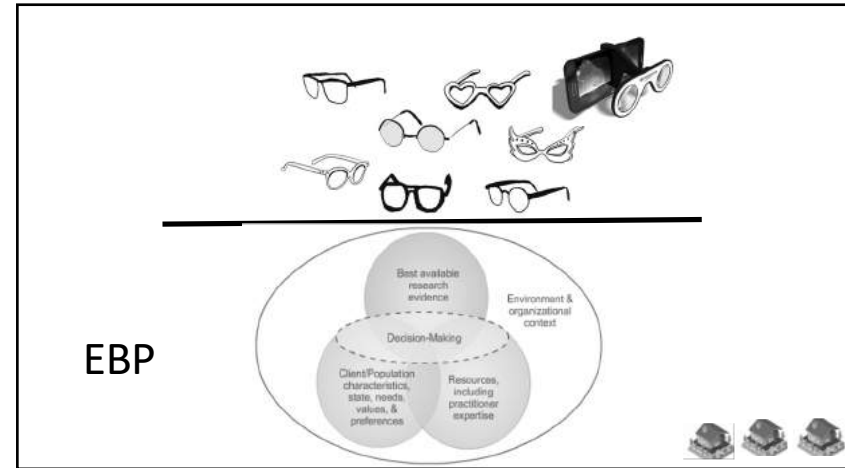 Best available
research
evidence
Environment &
organizational
context
Decision-Making
EBP
Client/Population
characteristics,
state, needs,
values, &
preferences
Resources,
including
practitioner
expertise